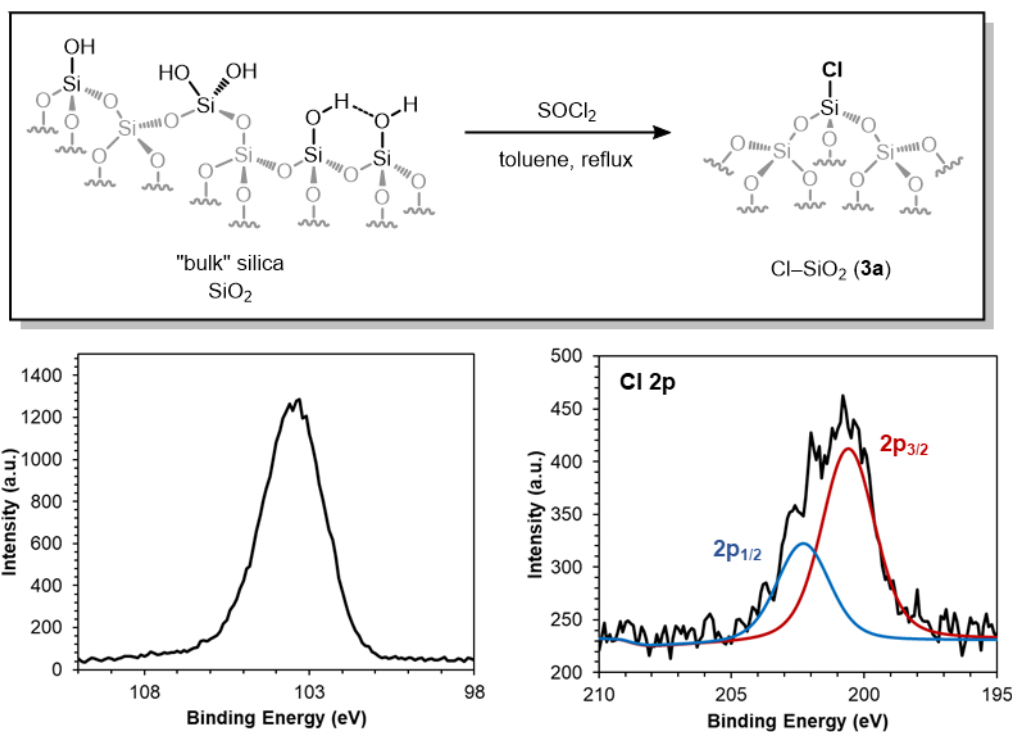 OH
Si
HO
OH
Si
O
O
O
Si
O
O
O
O
Si
O
O
O
H
O
H
Si
Si
O
O
O
O
O
"bulk" silica
SiO2
SOCl2
toluene, reflux
Cl
Si
O
O
O
O
Si
Si
O
O
O
O
O
Cl–SiO2 (3a)
1400
1200
1000
800
600
400
200
0
108
103
98
Intensity (a.u.)
Binding Energy (eV)
Cl 2p
2p3/2
2p1/2
500
450
400
350
300
250
200
210
205
200
195
Intensity (a.u.)
Binding Energy (eV)